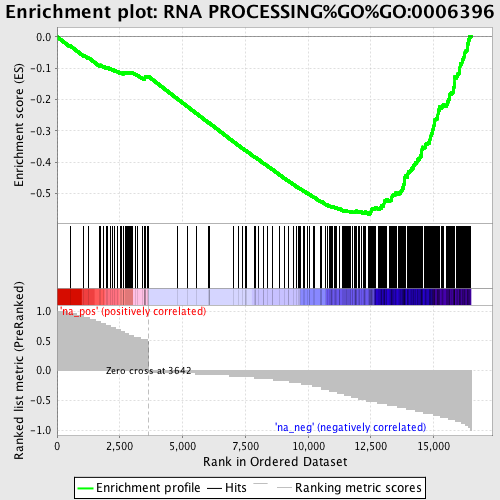 Enrichment plot: RNA PROCESSING%GO%GO:0006396
Enrichment score (ES)
0.0
-0.1
-0.2
-0.3
-0.4
-0.5
Ranked list metric (PreRanked)
1.0
0.5
0.0
-0.5
-1.0
'na_pos' (positively correlated)
Zero cross at 3642
'na_neg' (negatively correlated)
0
2,500
5,000
7,500
10,000
12,500
15,000
Rank in Ordered Dataset
Enrichment profile
Hits
Ranking metric scores